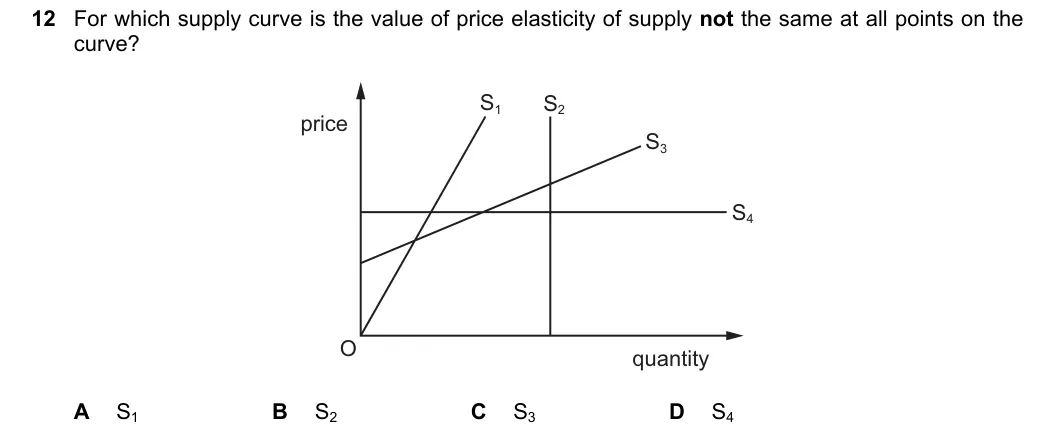 12 For which supply curve is the value of price elasticity of supply not the same at all points on the
curve?
S₁ S₂
price
S₃
S₄
O
quantity
A S₁ B S₂ C S₃ D S₄